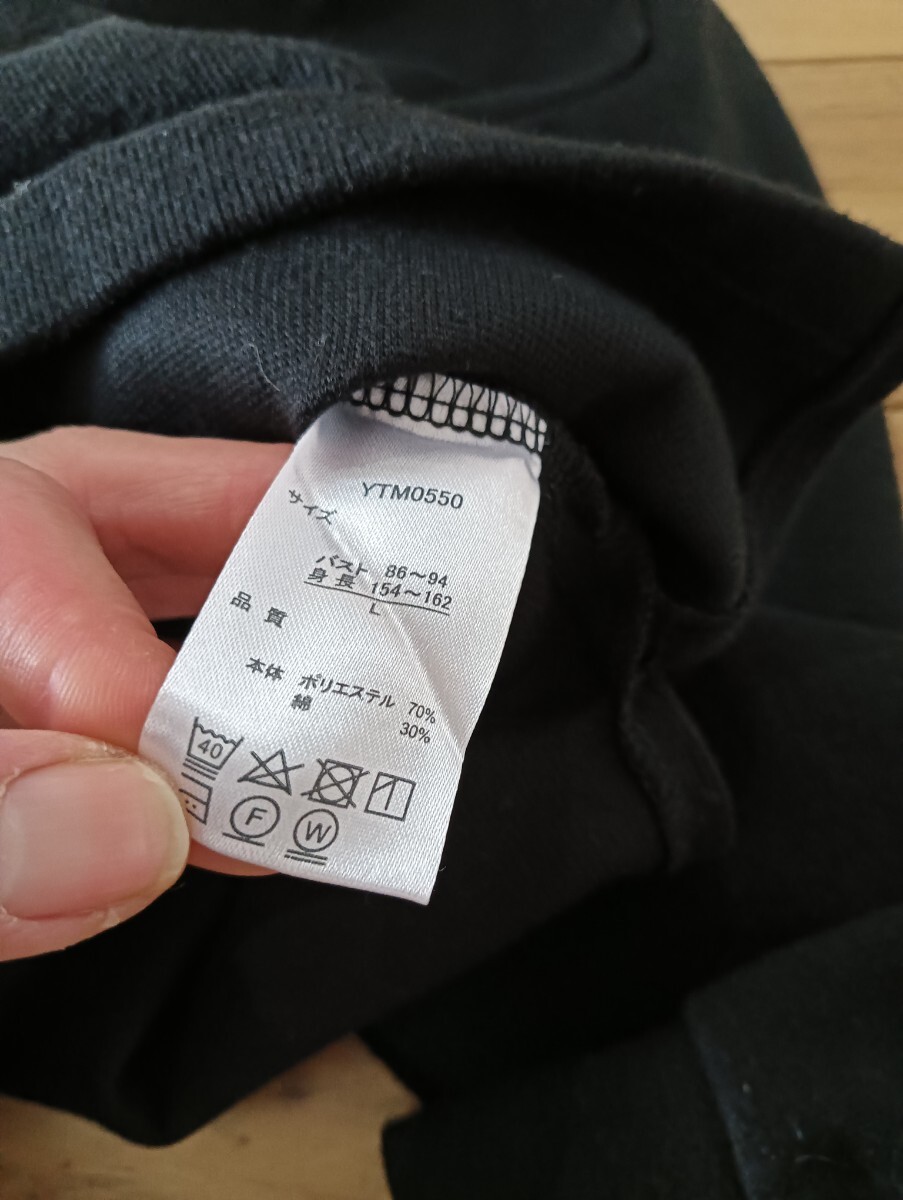 YTM0550
サイズ
バスト 86～94
身長 154～162
L
品質
本体 ポリエステル 70%
綿 30%
40
F W